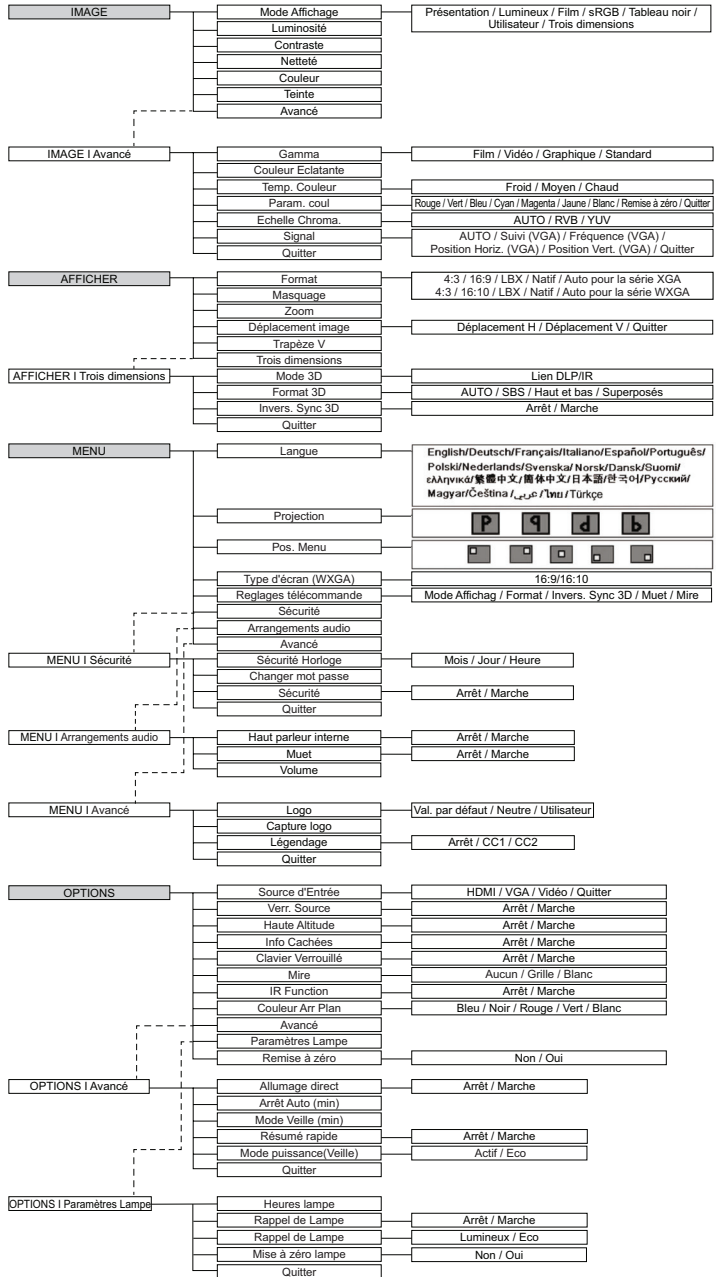 IMAGE
Mode Affichage
Présentation / Lumineux / Film / sRGB / Tableau noir /
Utilisateur / Trois dimensions
Luminosité
Contraste
Netteté
Couleur
Teinte
Avancé
IMAGE I Avancé
Gamma
Film / Vidéo / Graphique / Standard
Couleur Eclatante
Temp. Couleur
Froid / Moyen / Chaud
Param. coul
Rouge / Vert / Bleu / Cyan / Magenta / Jaune / Blanc / Remise à zéro / Quitter
Echelle Chroma.
AUTO / RVB / YUV
Signal
AUTO / Suivi (VGA) / Fréquence (VGA) /
Position Horiz. (VGA) / Position Vert. (VGA) / Quitter
Quitter
AFFICHER
Format
4:3 / 16:9 / LBX / Natif / Auto pour la série XGA
4:3 / 16:10 / LBX / Natif / Auto pour la série WXGA
Masquage
Zoom
Déplacement image
Déplacement H / Déplacement V / Quitter
Trapèze V
Trois dimensions
AFFICHER I Trois dimensions
Mode 3D
Lien DLP/IR
Format 3D
AUTO / SBS / Haut et bas / Superposés
Invers. Sync 3D
Arrêt / Marche
Quitter
MENU
Langue
English/Deutsch/Français/Italiano/Español/Português/
Polski/Nederlands/Svenska/Norsk/Dansk/Suomi/
ελληνικά/繁體中文/简体中文/日本語/한국어/Русский/
Magyar/Čeština/عربي/ไทย/Türkçe
Projection
Pos. Menu
Type d'écran (WXGA)
16:9/16:10
Reglages télécommande
Mode Affichag / Format / Invers. Sync 3D / Muet / Mire
Sécurité
Arrangements audio
Avancé
MENU I Sécurité
Sécurité Horloge
Mois / Jour / Heure
Changer mot passe
Sécurité
Arrêt / Marche
Quitter
MENU I Arrangements audio
Haut parleur interne
Arrêt / Marche
Muet
Arrêt / Marche
Volume
MENU I Avancé
Logo
Val. par défaut / Neutre / Utilisateur
Capture logo
Légendage
Arrêt / CC1 / CC2
Quitter
OPTIONS
Source d'Entrée
HDMI / VGA / Vidéo / Quitter
Verr. Source
Arrêt / Marche
Haute Altitude
Arrêt / Marche
Info Cachées
Arrêt / Marche
Clavier Verrouillé
Arrêt / Marche
Mire
Aucun / Grille / Blanc
IR Function
Arrêt / Marche
Couleur Arr Plan
Bleu / Noir / Rouge / Vert / Blanc
Avancé
Paramètres Lampe
Remise à zéro
Non / Oui
OPTIONS I Avancé
Allumage direct
Arrêt / Marche
Arrêt Auto (min)
Mode Veille (min)
Résumé rapide
Arrêt / Marche
Mode puissance(Veille)
Actif / Eco
Quitter
OPTIONS I Paramètres Lampe
Heures lampe
Rappel de Lampe
Arrêt / Marche
Rappel de Lampe
Lumineux / Eco
Mise à zéro lampe
Non / Oui
Quitter